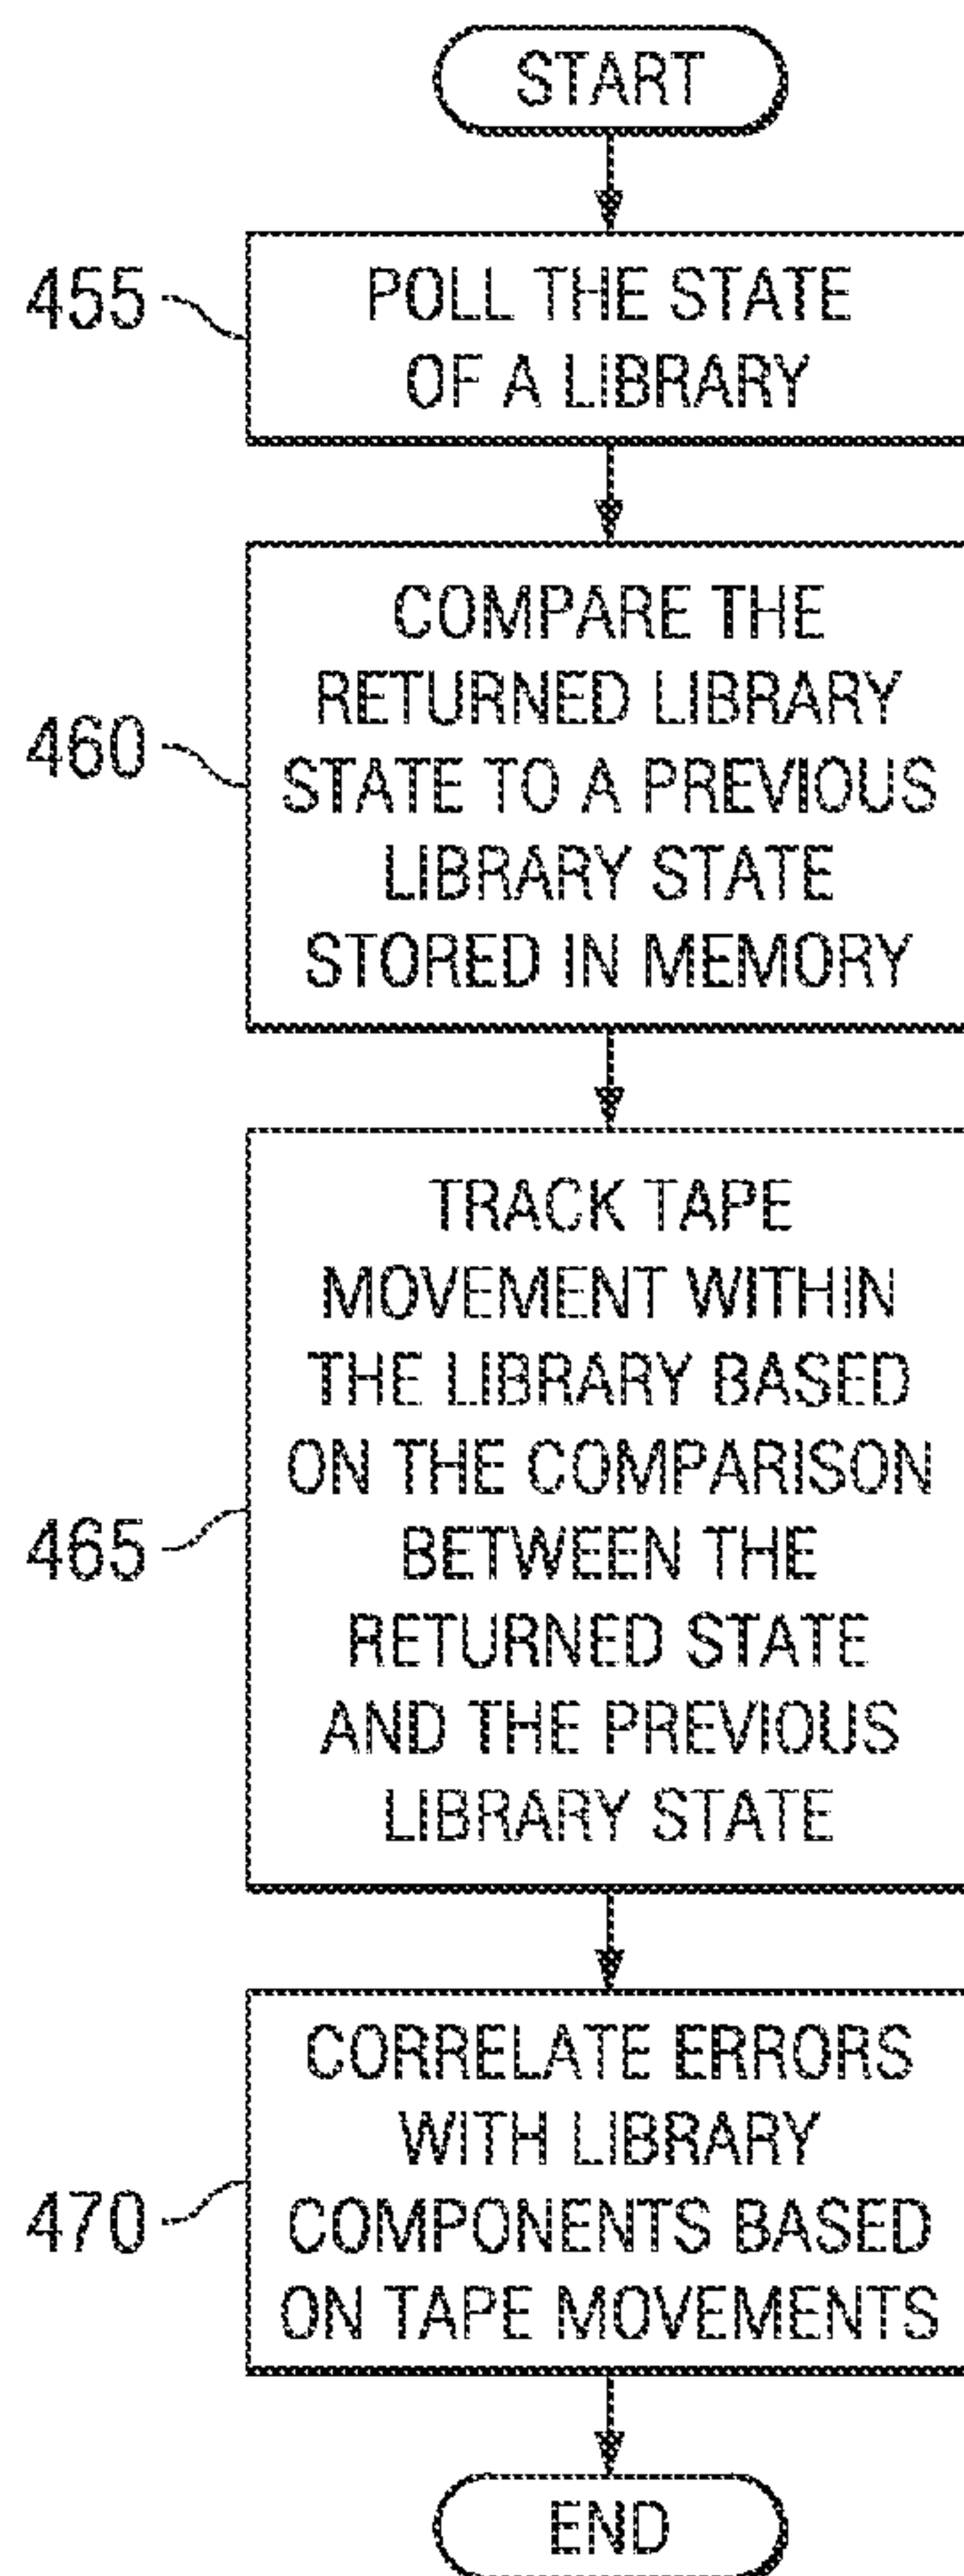 START
455
POLL THE STATE
OF A LIBRARY
460
COMPARE THE
RETURNED LIBRARY
STATE TO A PREVIOUS
LIBRARY STATE
STORED IN MEMORY
465
TRACK TAPE
MOVEMENT WITHIN
THE LIBRARY BASED
ON THE COMPARISON
BETWEEN THE
RETURNED STATE
AND THE PREVIOUS
LIBRARY STATE
470
CORRELATE ERRORS
WITH LIBRARY
COMPONENTS BASED
ON TAPE MOVEMENTS
END